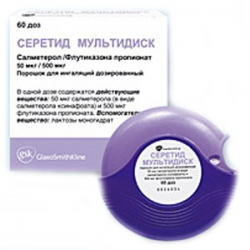 60 доз
СЕРЕТИД МУЛЬТИДИСК
Салметерол /Флутиказона пропионат
50 мкг / 500 мкг
Порошок для ингаляций дозированный
В одной дозе содержатся действующие
вещества: 50 мкг салметерола (в виде
салметерола ксинафоата) и 500 мкг
флутиказона пропионата. Вспомогательное
вещество: лактозы моногидрат
gsk GlaxoSmithKline
СЕРЕТИД
МУЛЬТИДИСК
60 доз